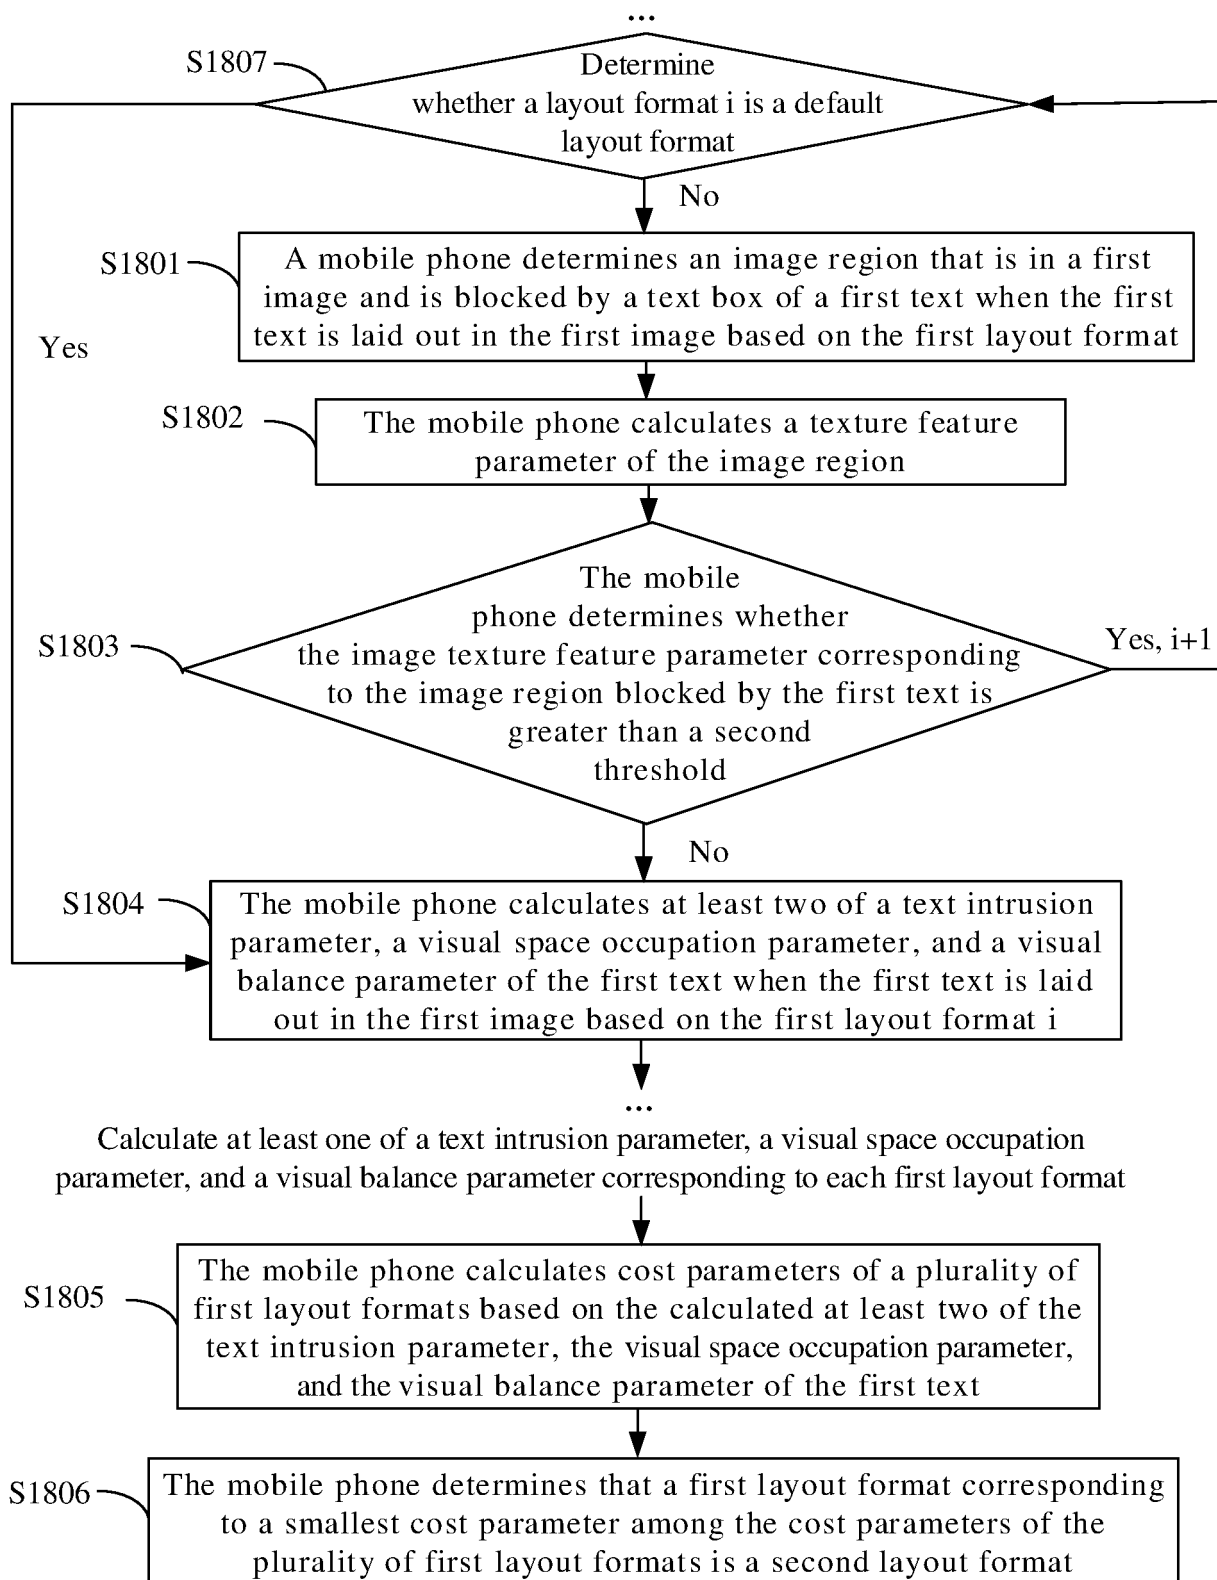 ...
S1807
Determine
whether a layout format i is a default
layout format
No
S1801
A mobile phone determines an image region that is in a first
image and is blocked by a text box of a first text when the first
text is laid out in the first image based on the first layout format
Yes
S1802
The mobile phone calculates a texture feature
parameter of the image region
S1803
The mobile
phone determines whether
the image texture feature parameter corresponding
to the image region blocked by the first text is
greater than a second
threshold
Yes, i+1
No
S1804
The mobile phone calculates at least two of a text intrusion
parameter, a visual space occupation parameter, and a visual
balance parameter of the first text when the first text is laid
out in the first image based on the first layout format i
...
Calculate at least one of a text intrusion parameter, a visual space occupation
parameter, and a visual balance parameter corresponding to each first layout format
S1805
The mobile phone calculates cost parameters of a plurality of
first layout formats based on the calculated at least two of the
text intrusion parameter, the visual space occupation parameter,
and the visual balance parameter of the first text
S1806
The mobile phone determines that a first layout format corresponding
to a smallest cost parameter among the cost parameters of the
plurality of first layout formats is a second layout format